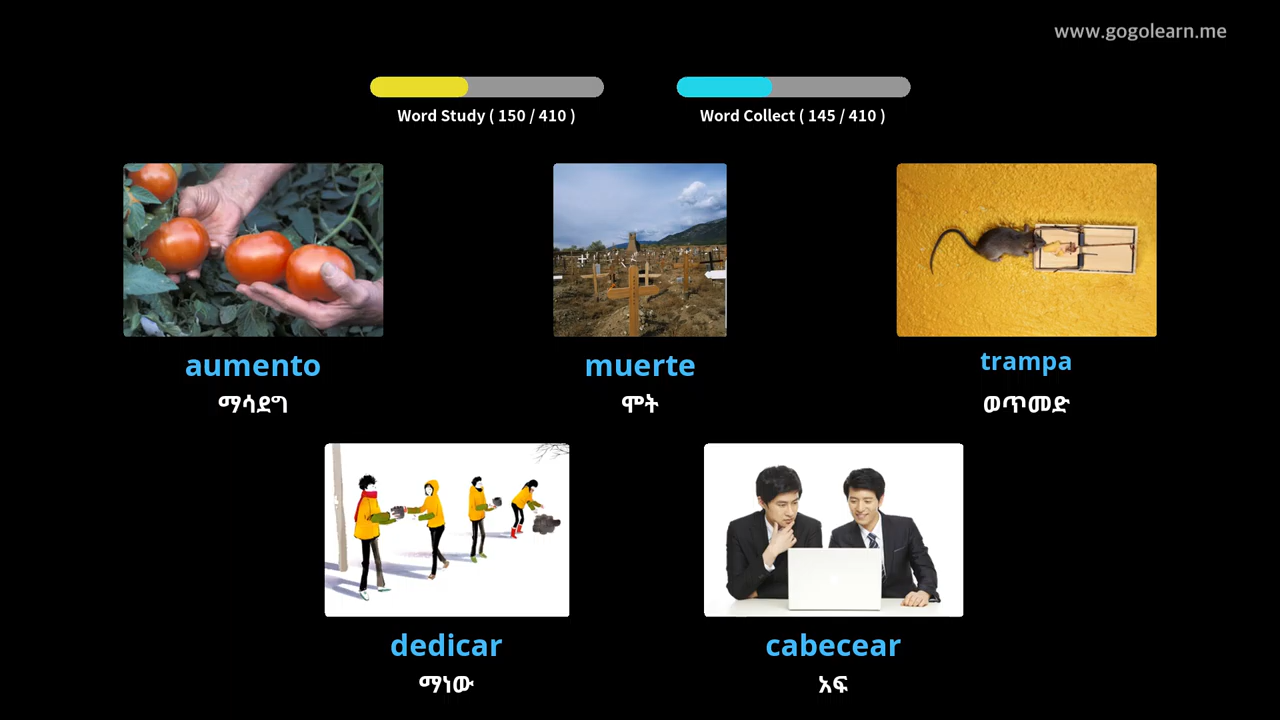 www.gogolearn.me
Word Study ( 150 / 410 )
Word Collect ( 145 / 410 )
aumento
muerte
trampa
ማሳደግ
ሞት
ወጥመድ
dedicar
cabecear
ማነው
አፍ